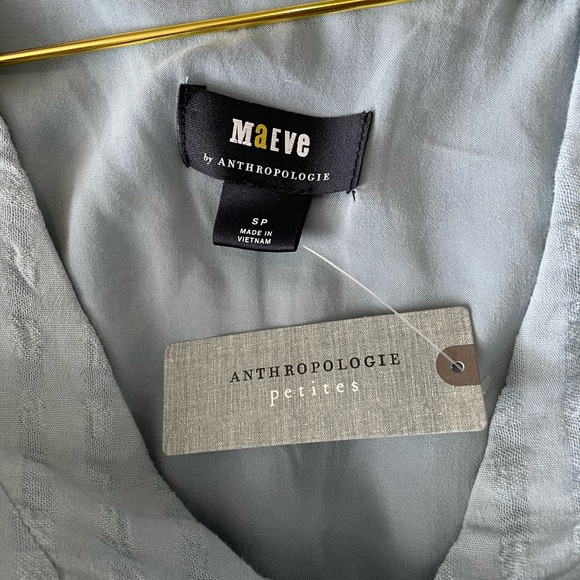 MaEve
by ANTHROPOLOGIE
SP
MADE IN
VIETNAM
ANTHROPOLOGIE
petites